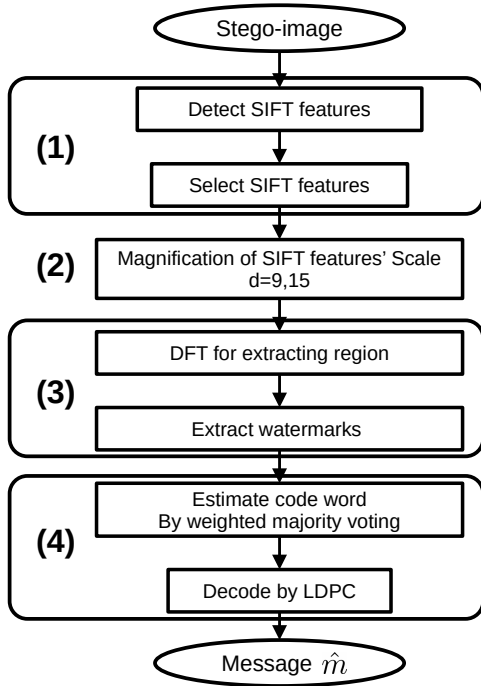 Stego-image
(1)
Detect SIFT features
Select SIFT features
(2)
Magnification of SIFT features’ Scale
d=9,15
(3)
DFT for extracting region
Extract watermarks
(4)
Estimate code word
By weighted majority voting
Decode by LDPC
Message m̂